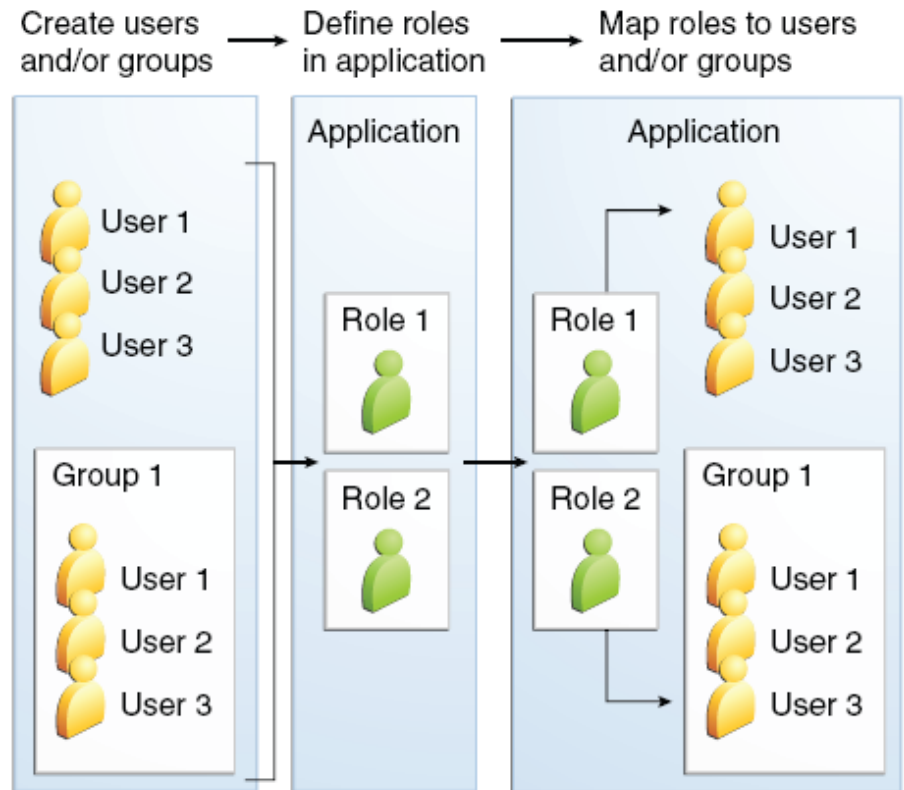 Create users
and/or groups
Define roles
in application
Map roles to users
and/or groups
User 1
User 2
User 3
Group 1
User 1
User 2
User 3
Application
Role 1
Role 2
Application
Role 1
Role 2
User 1
User 2
User 3
Group 1
User 1
User 2
User 3